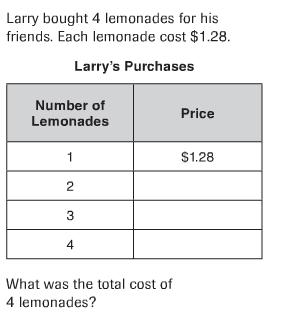 Larry bought 4 lemonades for his
friends. Each lemonade cost $1.28.
Larry's Purchases
Number of
Lemonades
Price
1 $1.28
2
3
4
What was the total cost of
4 lemonades?